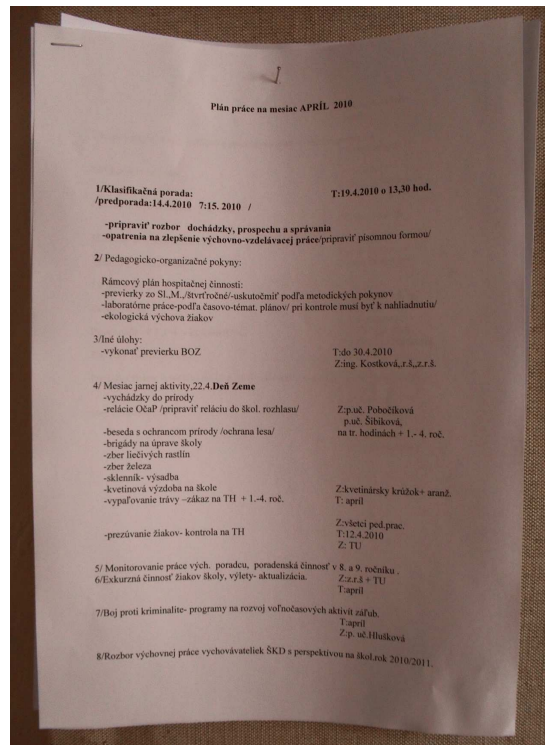 Plán práce na mesiac APRÍL 2010
1/Klasifikačná porada: T:19.4.2010 o 13,30 hod.
/predporada:14.4.2010 7:15. 2010 /
-pripraviť rozbor dochádzky, prospechu a správania
-opatrenia na zlepšenie výchovno-vzdelávacej práce/pripraviť písomnou formou/
2/ Pedagogicko-organizačné pokyny:
Rámcový plán hospitačnej činnosti:
-previerky zo Sl.,M.,/štvrťročné/-uskutočmiť podľa metodických pokynov
-laboratórne práce-podľa časovo-témat. plánov/ pri kontrole musí byť k nahliadnutiu/
-ekologická výchova žiakov
3/Iné úlohy:
-vykonať previerku BOZ T:do 30.4.2010
Z:ing. Kostková,.r.š.,z.r.š.
4/ Mesiac jarnej aktivity,22.4.Deň Zeme
-vychádzky do prírody
-relácie OČaP /pripraviť reláciu do škol. rozhlasu/ Z:p.uč. Pobočíková
p.uč. Šibíková,
-beseda s ochrancom prírody /ochrana lesa/ na tr. hodinách + 1.- 4. roč.
-brigády na úprave školy
-zber liečivých rastlín
-zber železa
-sklenník- výsadba
-kvetinová výzdoba na škole Z:kvetinársky krúžok+ aranž.
-vypaľovanie trávy –zákaz na TH + 1.-4. roč. T: apríl
Z:všetci ped.prac.
-prezúvanie žiakov- kontrola na TH T:12.4.2010
Z: TU
5/ Monitorovanie práce vých. poradcu, poradenská činnosť v 8. a 9. ročníku .
6/Exkurzná činnosť žiakov školy, výlety- aktualizácia. Z:z.r.š + TU
T:apríl
7/Boj proti kriminalite- programy na rozvoj voľnočasových aktivít záľub.
T:apríl
Z:p. uč.Hlušková
8/Rozbor výchovnej práce vychovávateliek ŠKD s perspektívou na škol.rok 2010/2011.